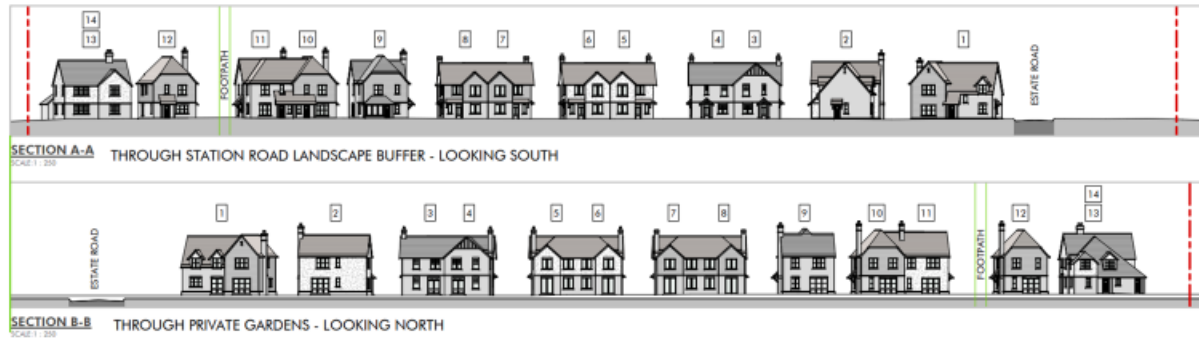 14
13 12 FOOTPATH 11 10 9 8 7 6 5 4 3 2 1 ESTATE ROAD
SECTION A-A THROUGH STATION ROAD LANDSCAPE BUFFER - LOOKING SOUTH
SCALE: 1 : 250
ESTATE ROAD 1 2 3 4 5 6 7 8 9 10 11 FOOTPATH 12 14
13
SECTION B-B THROUGH PRIVATE GARDENS - LOOKING NORTH
SCALE: 1 : 250